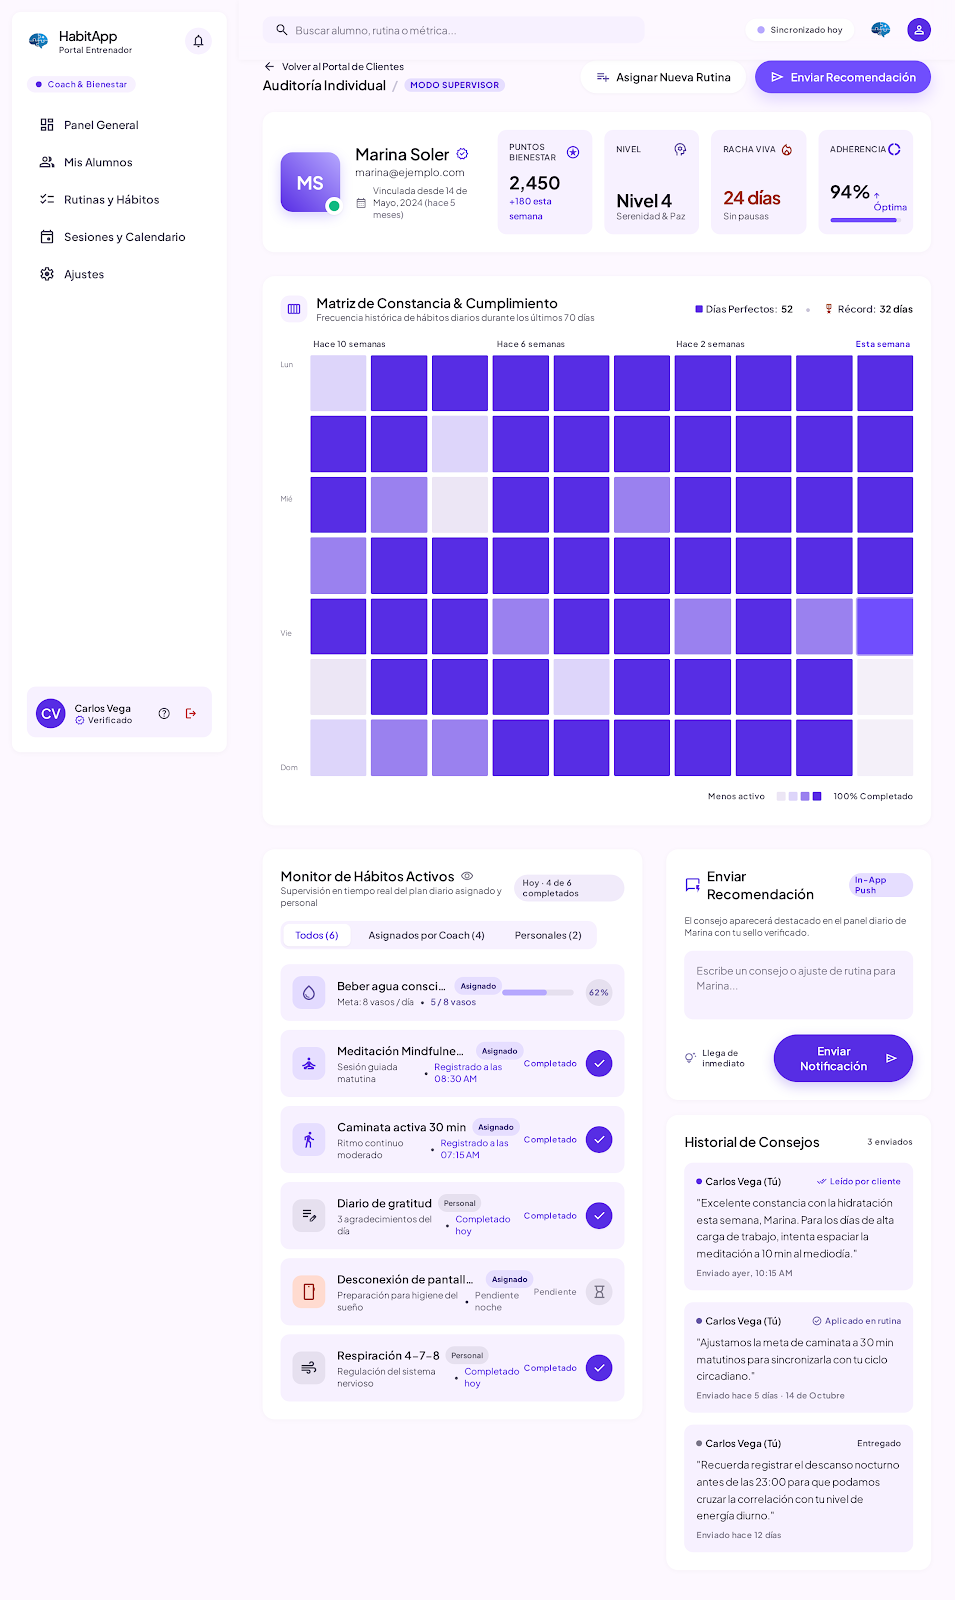 HabitApp
Portal Entrenador
Coach & Bienestar
Panel General
Mis Alumnos
Rutinas y Hábitos
Sesiones y Calendario
Ajustes
CV
Carlos Vega
Verificado
Buscar alumno, rutina o métrica...
Sincronizado hoy
Volver al Portal de Clientes
Auditoría Individual / MODO SUPERVISOR
Asignar Nueva Rutina
Enviar Recomendación
MS
Marina Soler
marina@ejemplo.com
Vinculada desde 14 de
Mayo, 2024 (hace 5
meses)
PUNTOS
BIENESTAR
2,450
+180 esta
semana
NIVEL
Nivel 4
Serenidad & Paz
RACHA VIVA
24 días
Sin pausas
ADHERENCIA
94% ↑
Óptima
Matriz de Constancia & Cumplimiento
Frecuencia histórica de hábitos diarios durante los últimos 70 días
Días Perfectos: 52
Récord: 32 días
Hace 10 semanas
Hace 6 semanas
Hace 2 semanas
Esta semana
Lun
Mié
Vie
Dom
Menos activo
100% Completado
Monitor de Hábitos Activos
Supervisión en tiempo real del plan diario asignado y
personal
Hoy · 4 de 6
completados
Todos (6)
Asignados por Coach (4)
Personales (2)
Beber agua consci... Asignado
Meta: 8 vasos / día • 5 / 8 vasos
62%
Meditación Mindfulne... Asignado
Sesión guiada
matutina
• Registrado a las
08:30 AM
Completado
Caminata activa 30 min Asignado
Ritmo continuo
moderado
• Registrado a las
07:15 AM
Completado
Diario de gratitud Personal
3 agradecimientos del
día
• Completado
hoy
Completado
Desconexión de pantall... Asignado
Preparación para higiene del
sueño
• Pendiente
noche
Pendiente
Respiración 4-7-8 Personal
Regulación del sistema
nervioso
• Completado
hoy
Completado
Enviar
Recomendación
In-App
Push
El consejo aparecerá destacado en el panel diario de
Marina con tu sello verificado.
Escribe un consejo o ajuste de rutina para
Marina...
Llega de
inmediato
Enviar
Notificación
Historial de Consejos
3 enviados
Carlos Vega (Tú)
Leído por cliente
"Excelente constancia con la hidratación
esta semana, Marina. Para los días de alta
carga de trabajo, intenta espaciar la
meditación a 10 min al mediodía."
Enviado ayer, 10:15 AM
Carlos Vega (Tú)
Aplicado en rutina
"Ajustamos la meta de caminata a 30 min
matutinos para sincronizarla con tu ciclo
circadiano."
Enviado hace 5 días · 14 de Octubre
Carlos Vega (Tú)
Entregado
"Recuerda registrar el descanso nocturno
antes de las 23:00 para que podamos
cruzar la correlación con tu nivel de
energía diurno."
Enviado hace 12 días